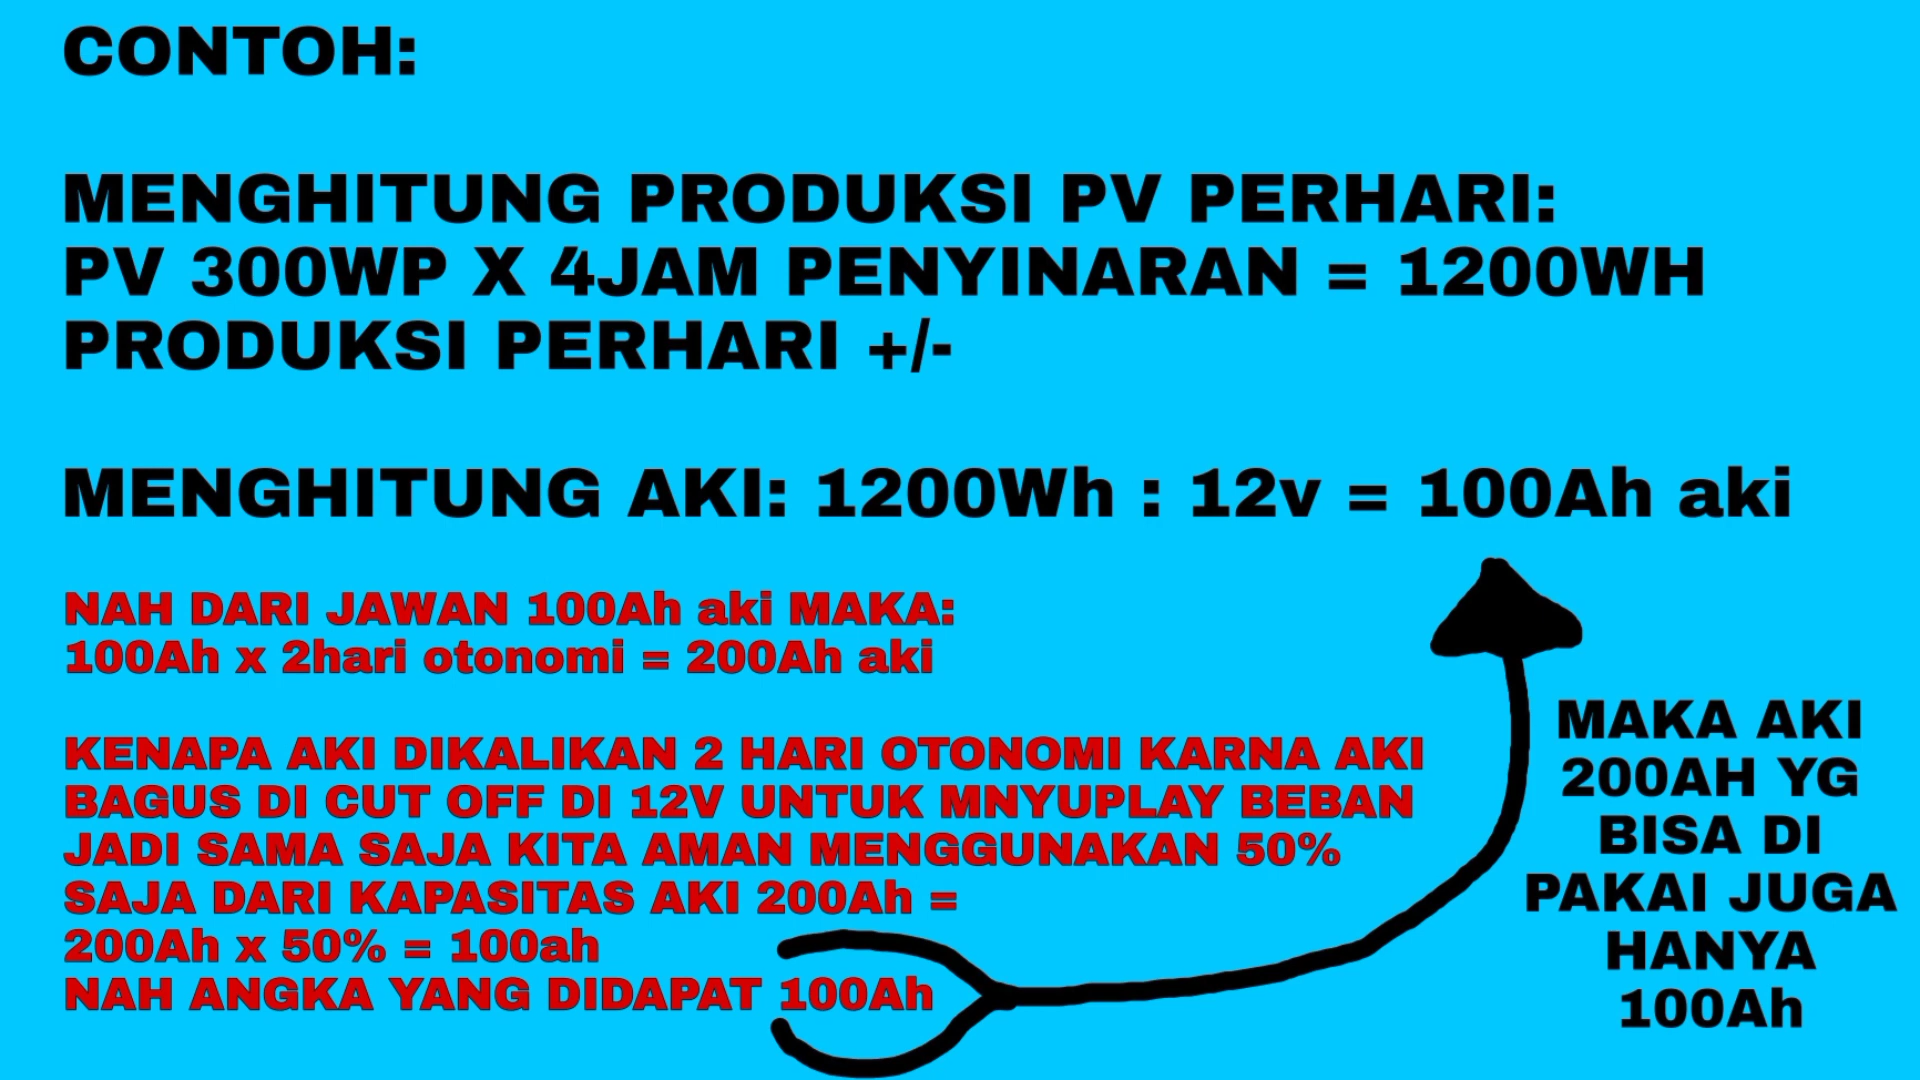 CONTOH:
MENGHITUNG PRODUKSI PV PERHARI:
PV 300WP X 4JAM PENYINARAN = 1200WH
PRODUKSI PERHARI +/-
MENGHITUNG AKI: 1200Wh : 12v = 100Ah aki
NAH DARI JAWAN 100Ah aki MAKA:
100Ah x 2hari otonomi = 200Ah aki
KENAPA AKI DIKALIKAN 2 HARI OTONOMI KARNA AKI
BAGUS DI CUT OFF DI 12V UNTUK MNYUPLAY BEBAN
JADI SAMA SAJA KITA AMAN MENGGUNAKAN 50%
SAJA DARI KAPASITAS AKI 200Ah =
200Ah x 50% = 100ah
NAH ANGKA YANG DIDAPAT 100Ah
MAKA AKI
200AH YG
BISA DI
PAKAI JUGA
HANYA
100Ah